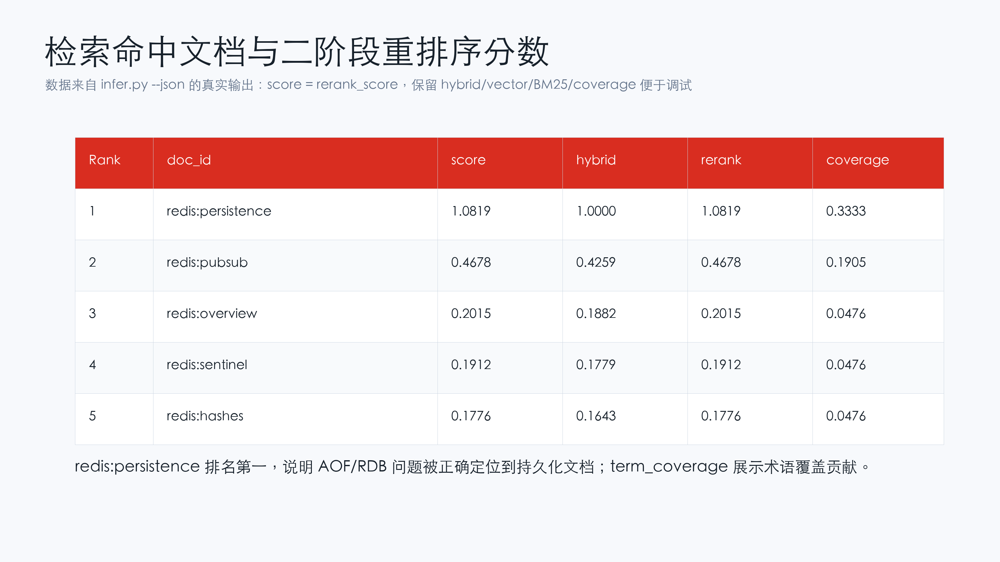 检索命中文档与二阶段重排序分数
数据来自 infer.py --json 的真实输出：score = rerank_score，保留 hybrid/vector/BM25/coverage 便于调试
Rank doc_id score hybrid rerank coverage
1 redis:persistence 1.0819 1.0000 1.0819 0.3333
2 redis:pubsub 0.4678 0.4259 0.4678 0.1905
3 redis:overview 0.2015 0.1882 0.2015 0.0476
4 redis:sentinel 0.1912 0.1779 0.1912 0.0476
5 redis:hashes 0.1776 0.1643 0.1776 0.0476
redis:persistence 排名第一，说明 AOF/RDB 问题被正确定位到持久化文档；term_coverage 展示术语覆盖贡献。